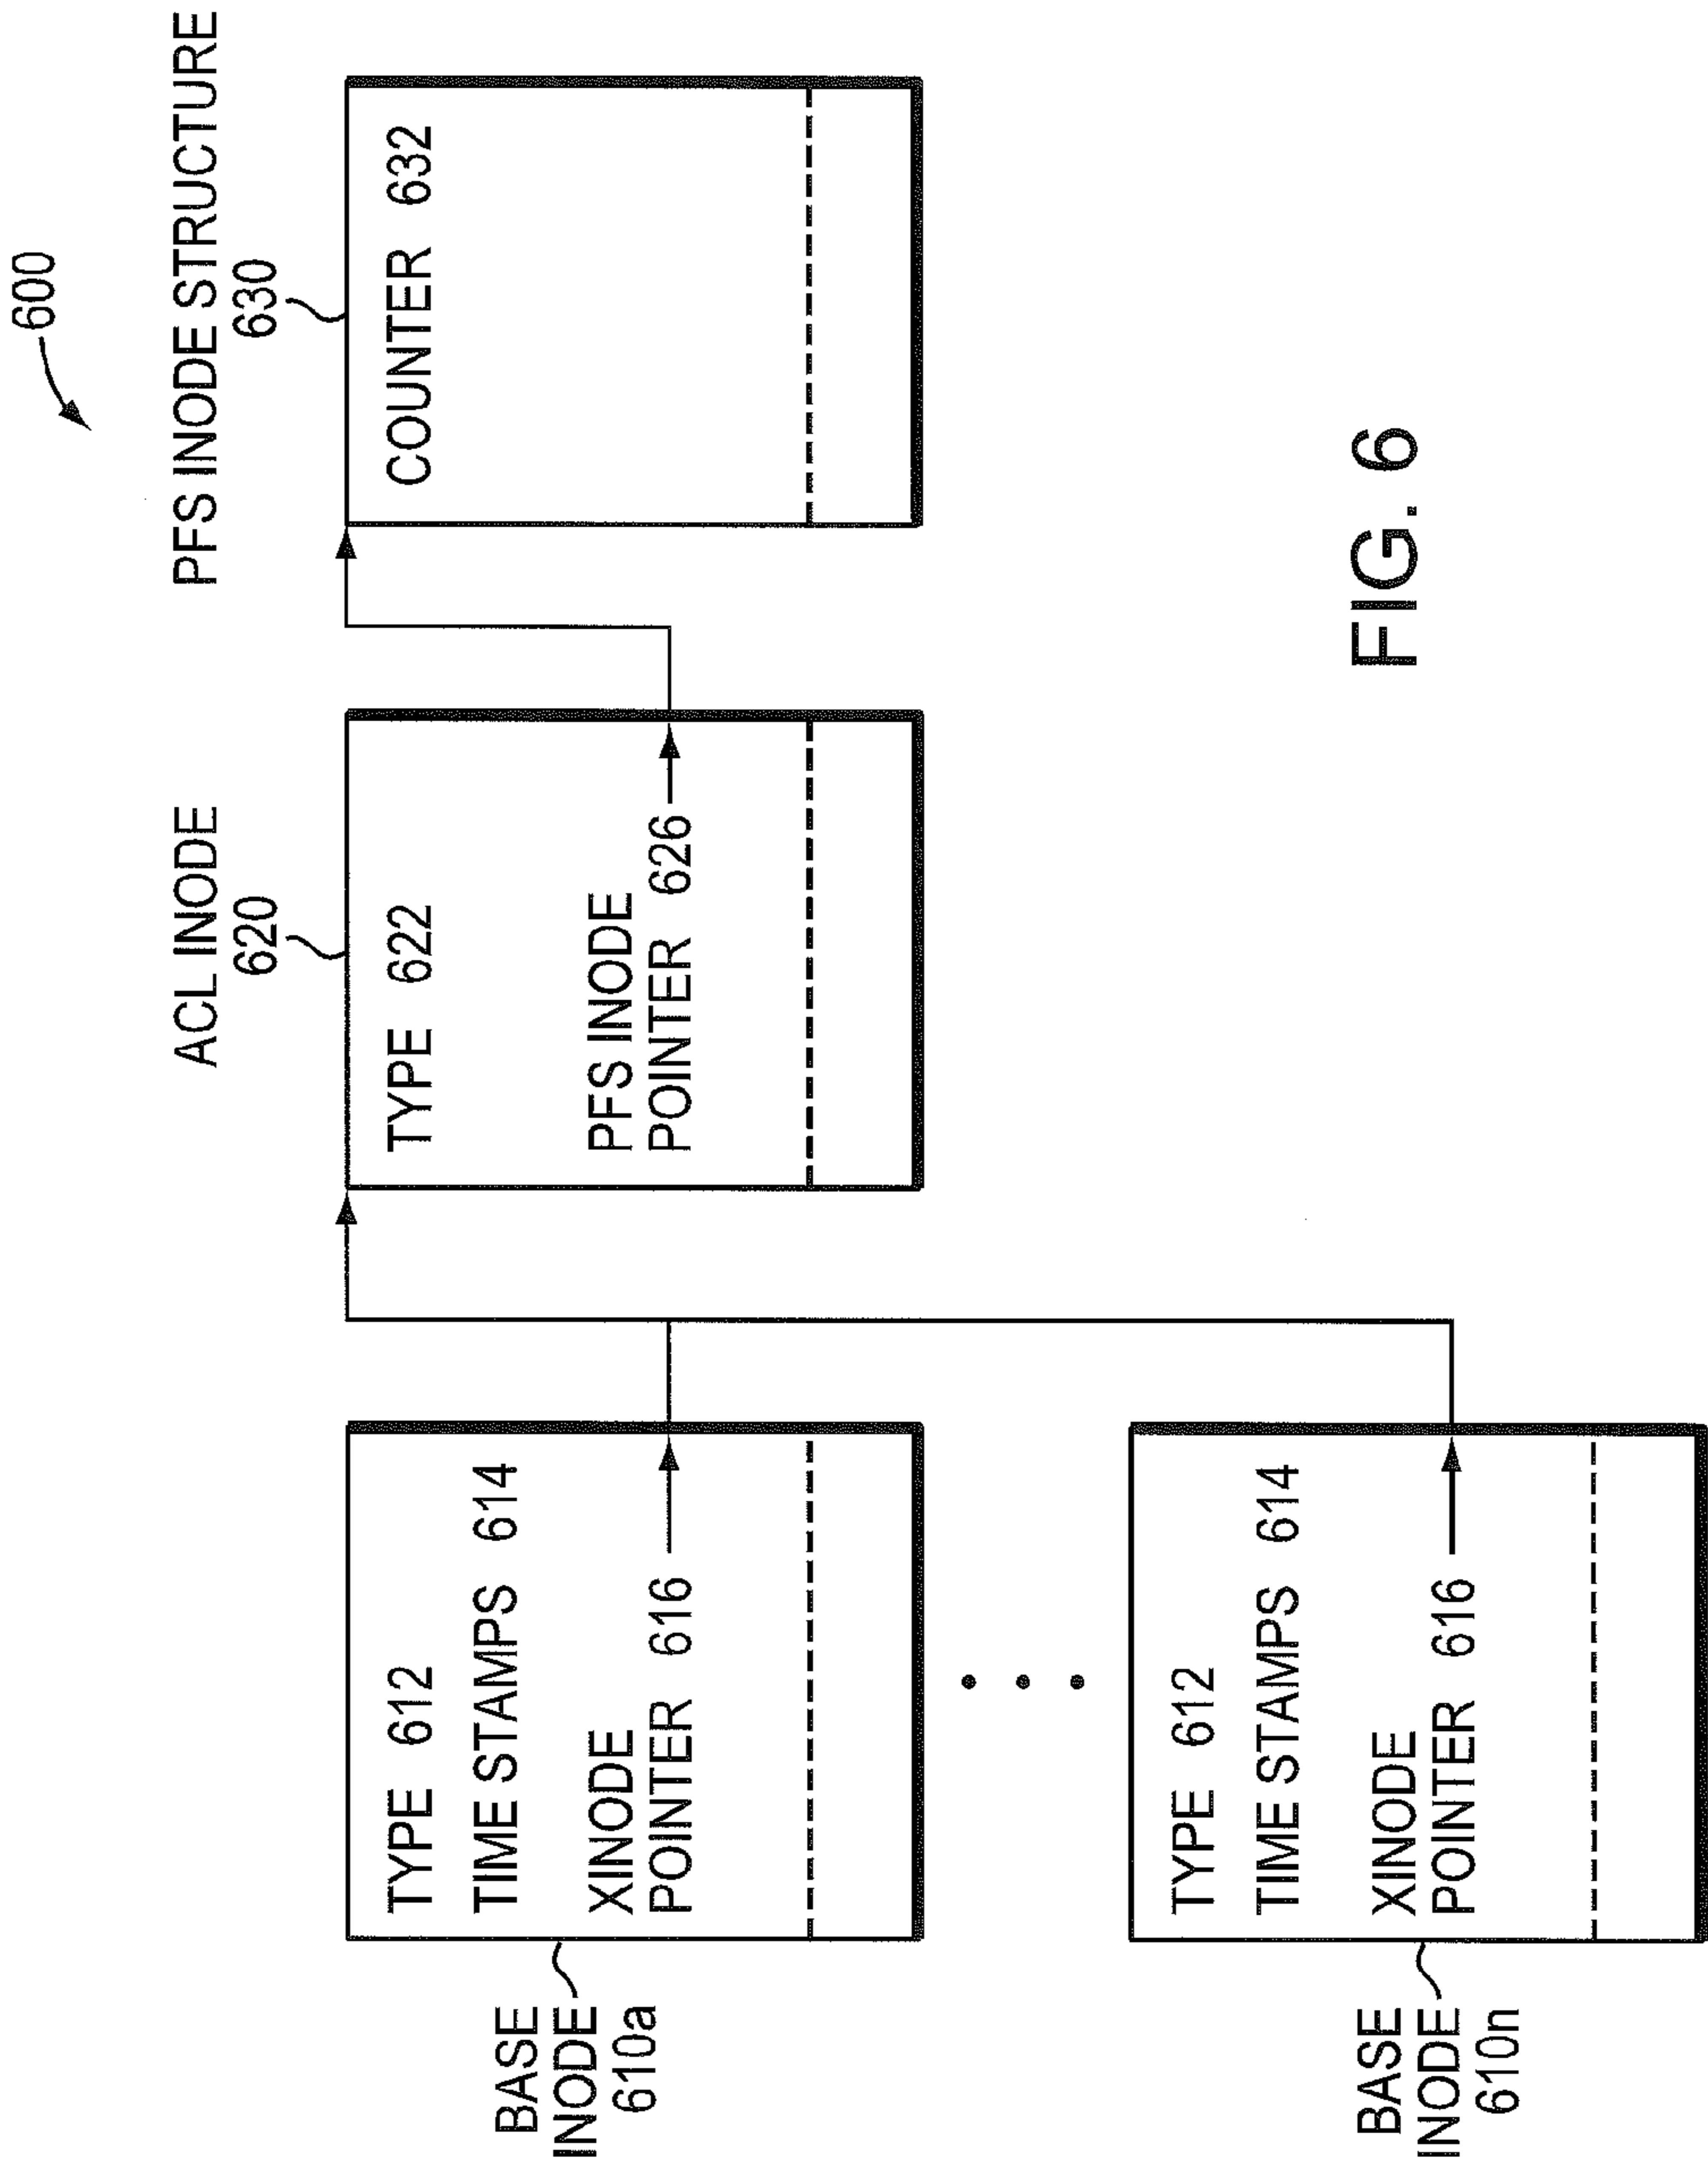 600
BASE
INODE
610a
TYPE 612
TIME STAMPS 614
XINODE
POINTER 616
ACL INODE
620
TYPE 622
PFS INODE
POINTER 626
PFS INODE STRUCTURE
630
COUNTER 632
BASE
INODE
610n
TYPE 612
TIME STAMPS 614
XINODE
POINTER 616
FIG. 6